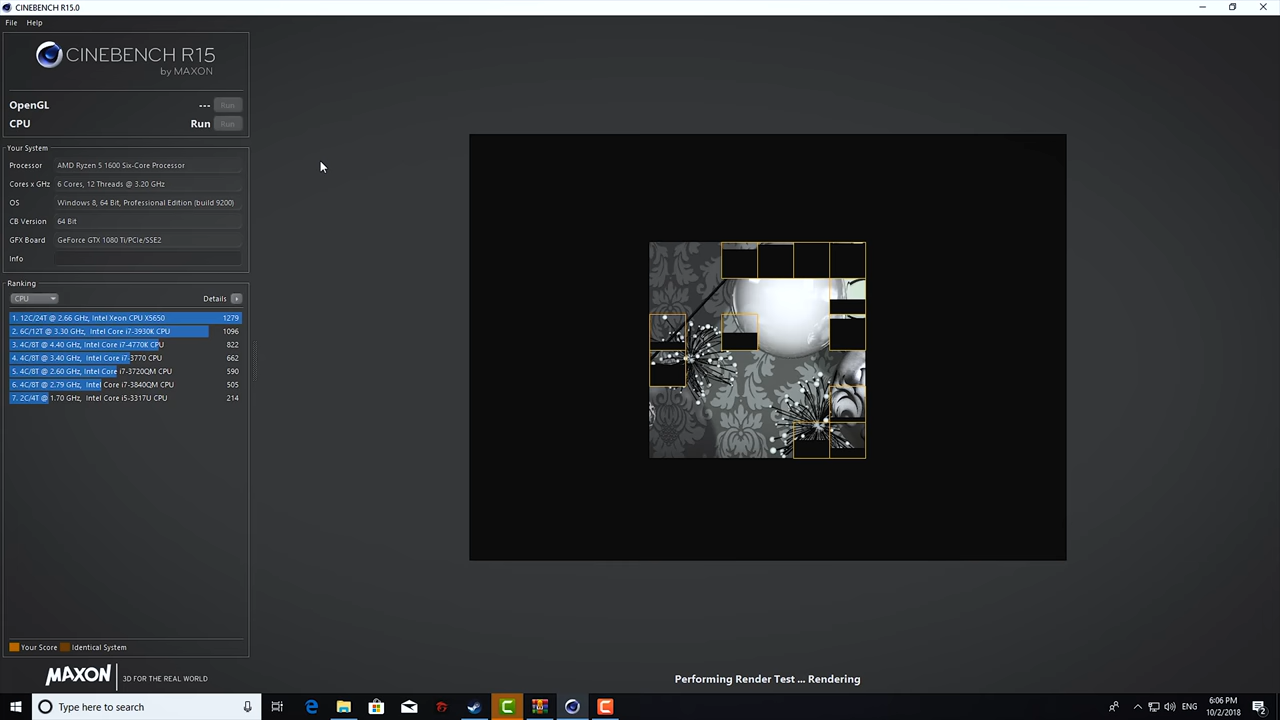 CINEBENCH R15.0
File Help
CINEBENCH R15
by MAXON
OpenGL --- Run
CPU Run Run
Your System
Processor AMD Ryzen 5 1600 Six-Core Processor
Cores x GHz 6 Cores, 12 Threads @ 3.20 GHz
OS Windows 8, 64 Bit, Professional Edition (build 9200)
CB Version 64 Bit
GFX Board GeForce GTX 1080 Ti/PCIe/SSE2
Info
Ranking
CPU Details
1. 12C/24T @ 2.66 GHz, Intel Xeon CPU X5650 1279
2. 6C/12T @ 3.30 GHz, Intel Core i7-3930K CPU 1096
3. 4C/8T @ 4.40 GHz, Intel Core i7-4770K CPU 822
4. 4C/8T @ 3.40 GHz, Intel Core i7-3770 CPU 662
5. 4C/8T @ 2.60 GHz, Intel Core i7-3720QM CPU 590
6. 4C/8T @ 2.79 GHz, Intel Core i7-3840QM CPU 505
7. 2C/4T @ 1.70 GHz, Intel Core i5-3317U CPU 214
Your Score Identical System
MAXON 3D FOR THE REAL WORLD
Performing Render Test ... Rendering
Type here to search
ENG
6:06 PM
10/2/2018
2